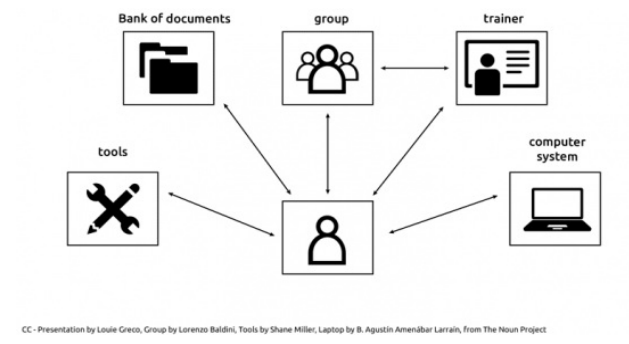 Bank of documents
group
trainer
tools
computer
system
CC - Presentation by Louie Greco, Group by Lorenzo Baldini, Tools by Shane Miller, Laptop by B. Agustín Amenábar Larraín, from The Noun Project